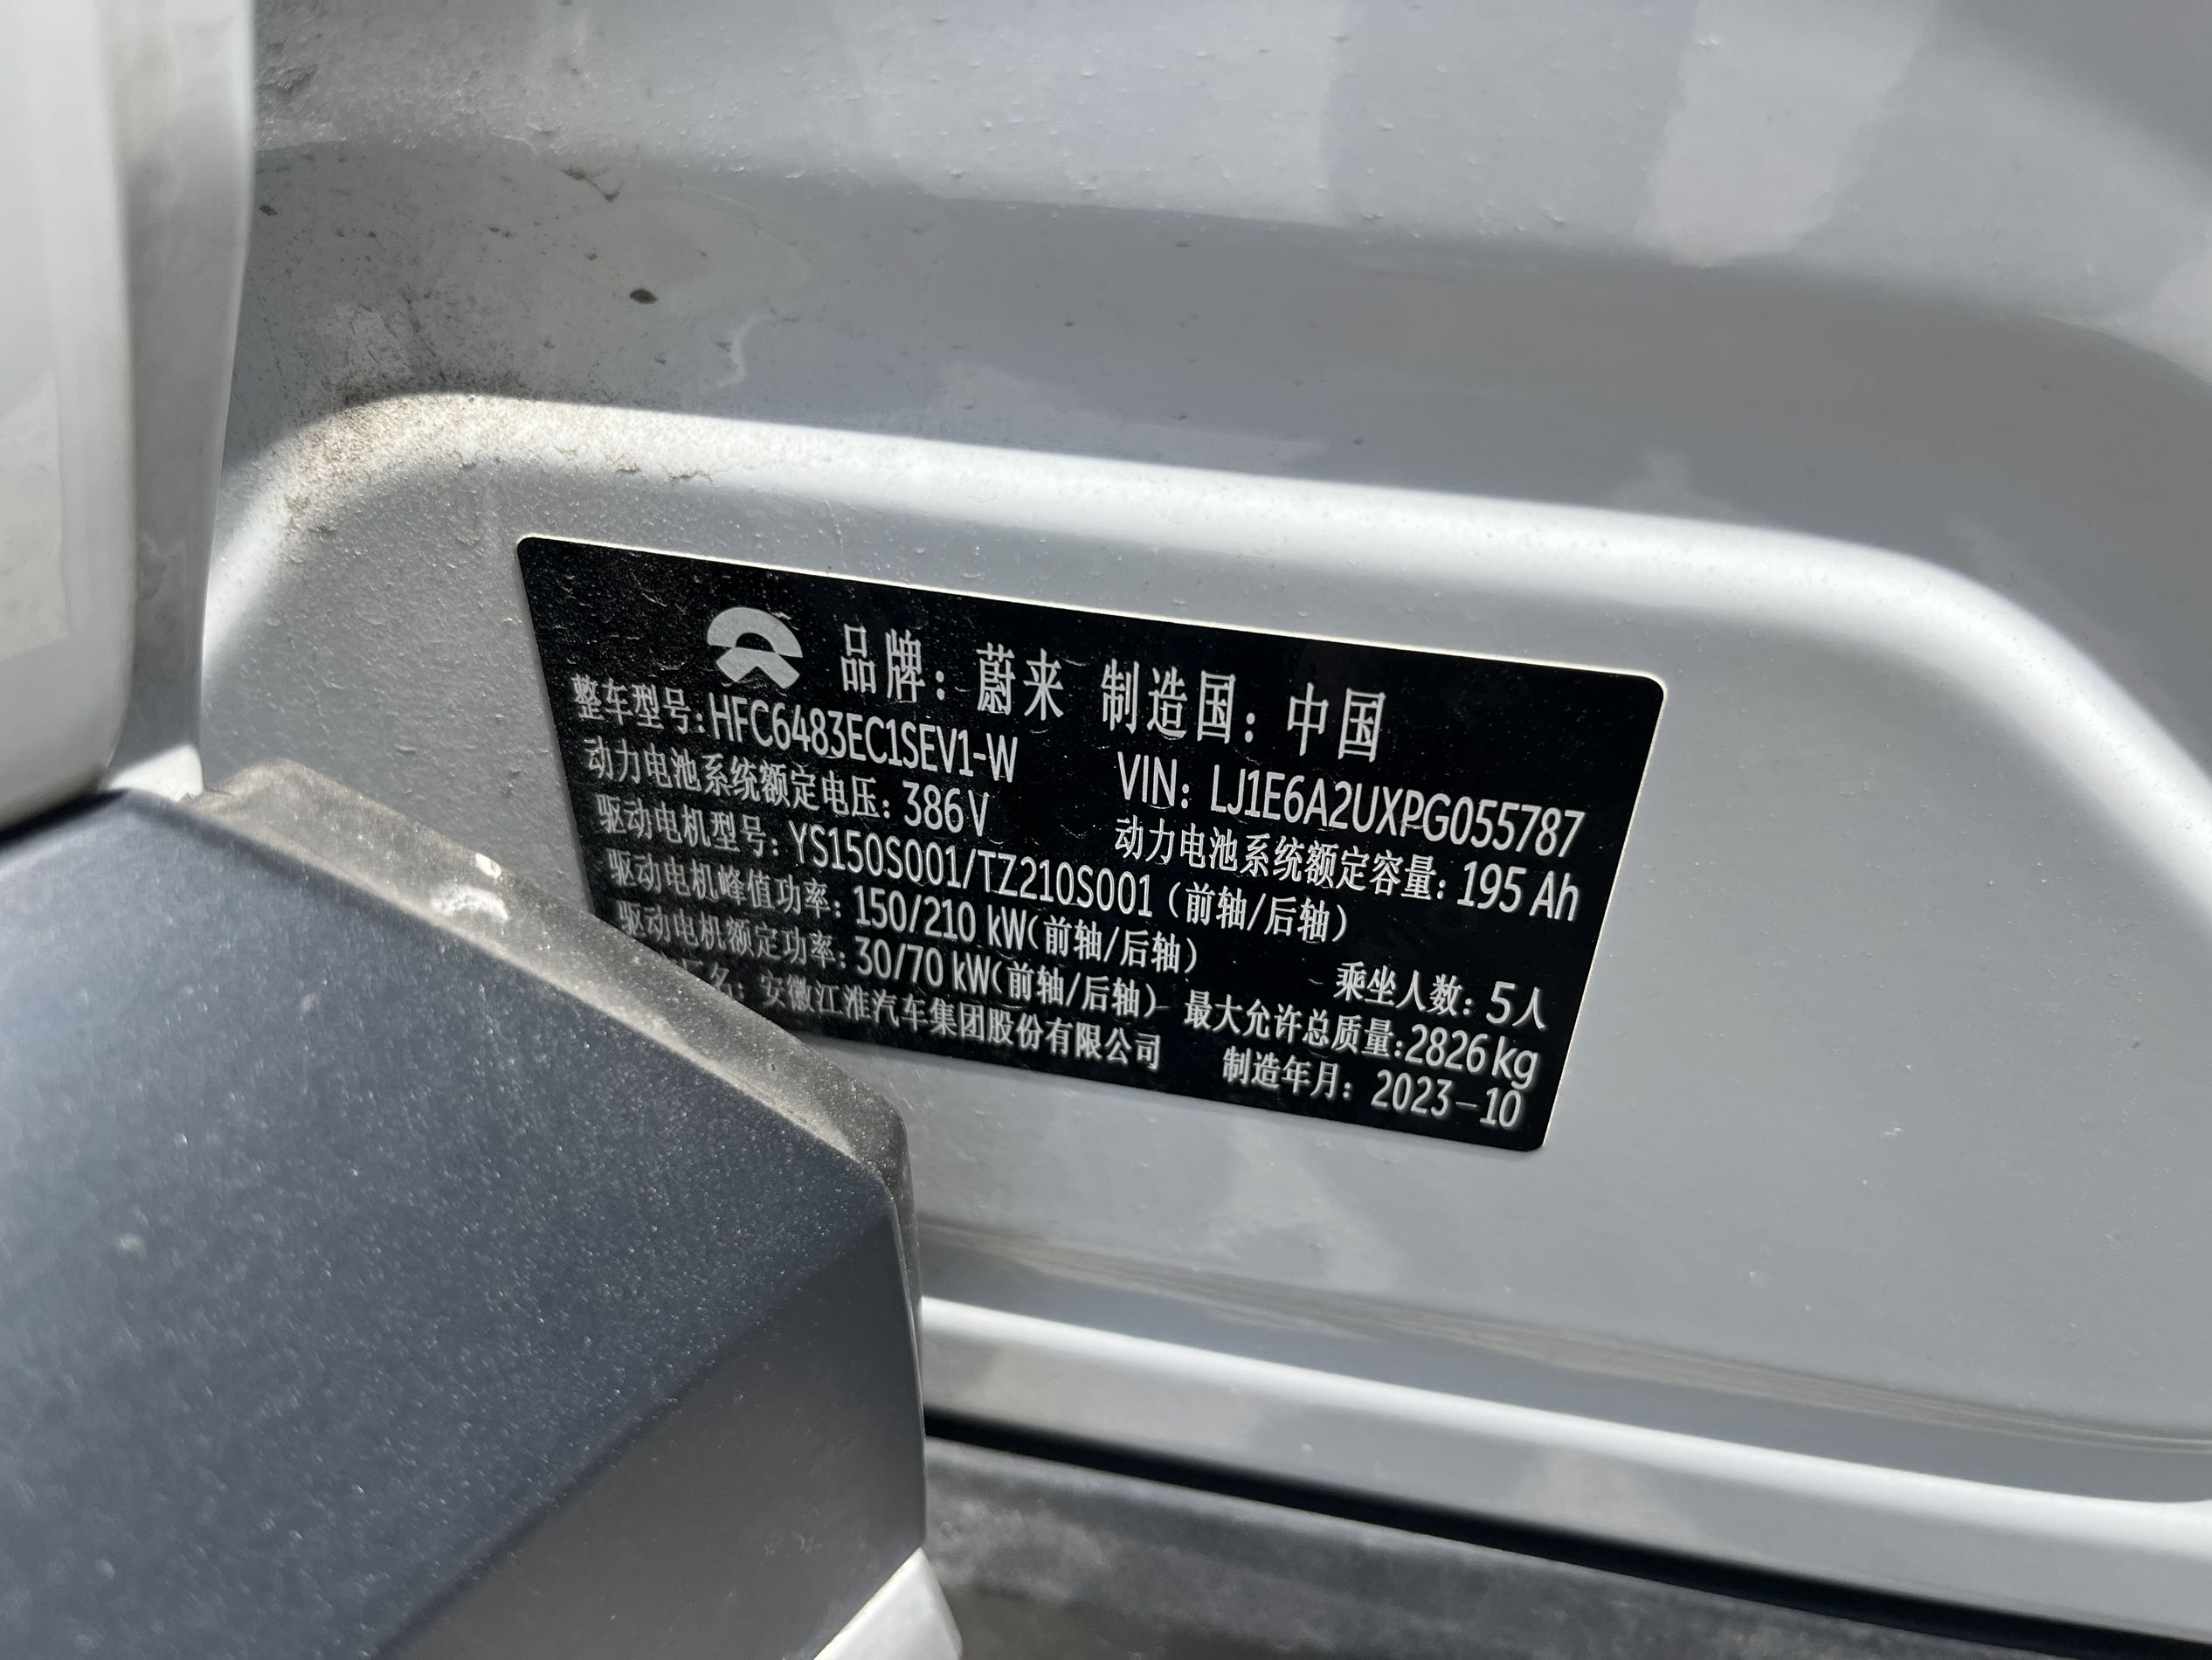 品牌：蔚来 制造国：中国
整车型号：HFC6483EC1SEV1-W VIN：LJ1E6A2UXPG055787
动力电池系统额定电压：386V 动力电池系统额定容量：195 Ah
驱动电机型号：YS150S001/TZ210S001（前轴/后轴）
驱动电机峰值功率：150/210 kW(前轴/后轴) 乘坐人数：5人
驱动电机额定功率：30/70 kW(前轴/后轴) 最大允许总质量:2826kg
名：安徽江淮汽车集团股份有限公司 制造年月：2023-10